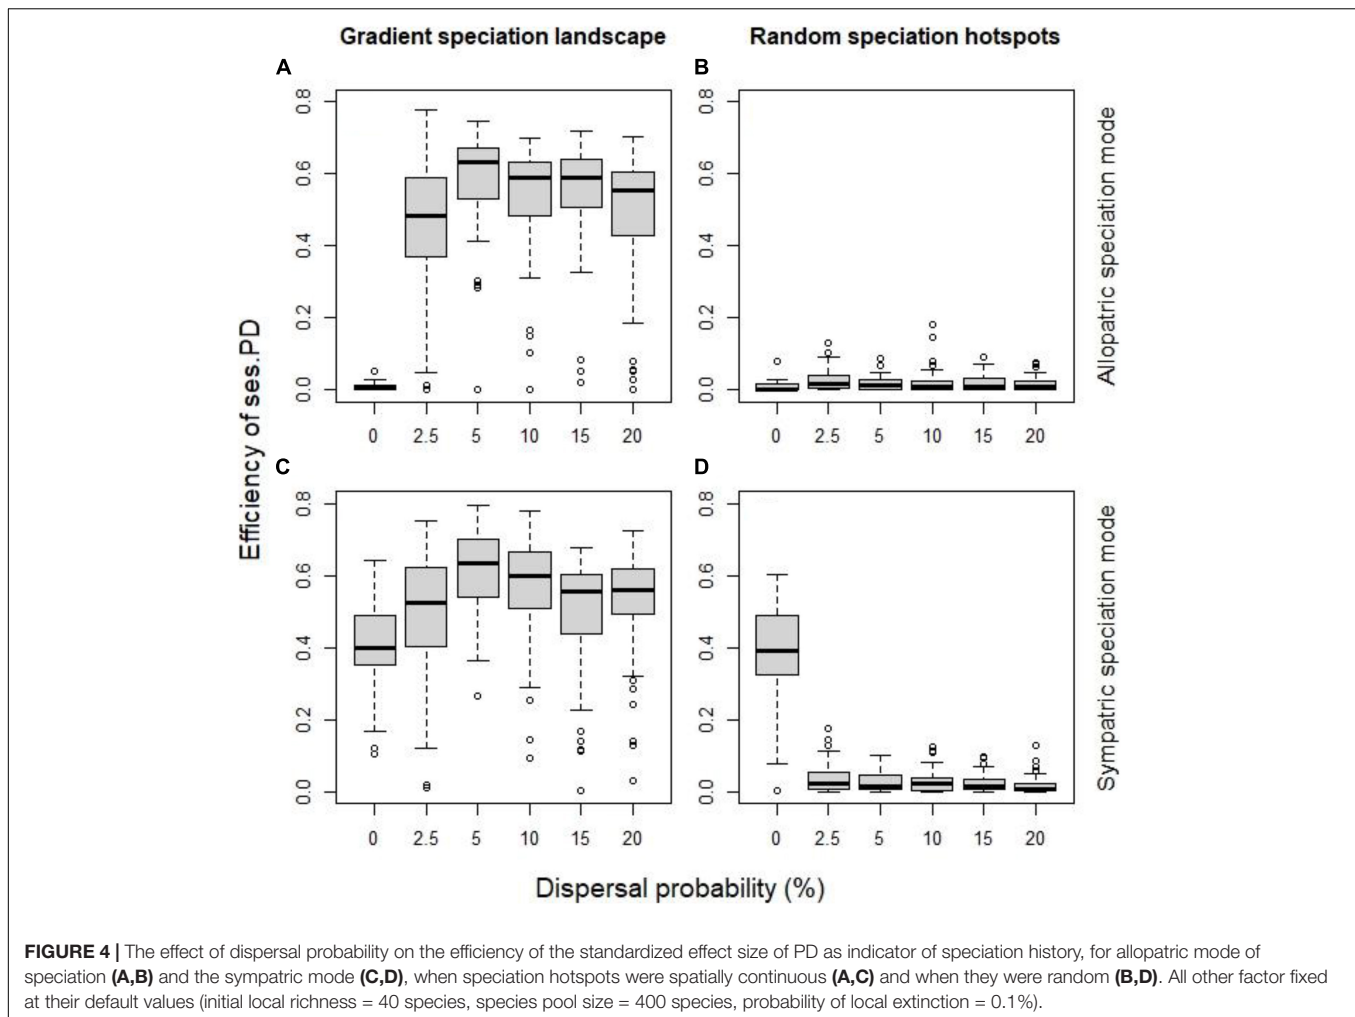 Gradient speciation landscape
Random speciation hotspots
A
B
0.8
0.6
0.4
0.2
0.0
0 2.5 5 10 15 20
0.8
0.6
0.4
0.2
0.0
0 2.5 5 10 15 20
Allopatric speciation mode
Efficiency of ses.PD
C
D
0.8
0.6
0.4
0.2
0.0
0 2.5 5 10 15 20
0.8
0.6
0.4
0.2
0.0
0 2.5 5 10 15 20
Sympatric speciation mode
Dispersal probability (%)
FIGURE 4 | The effect of dispersal probability on the efficiency of the standardized effect size of PD as indicator of speciation history, for allopatric mode of
speciation (A,B) and the sympatric mode (C,D), when speciation hotspots were spatially continuous (A,C) and when they were random (B,D). All other factor fixed
at their default values (initial local richness = 40 species, species pool size = 400 species, probability of local extinction = 0.1%).